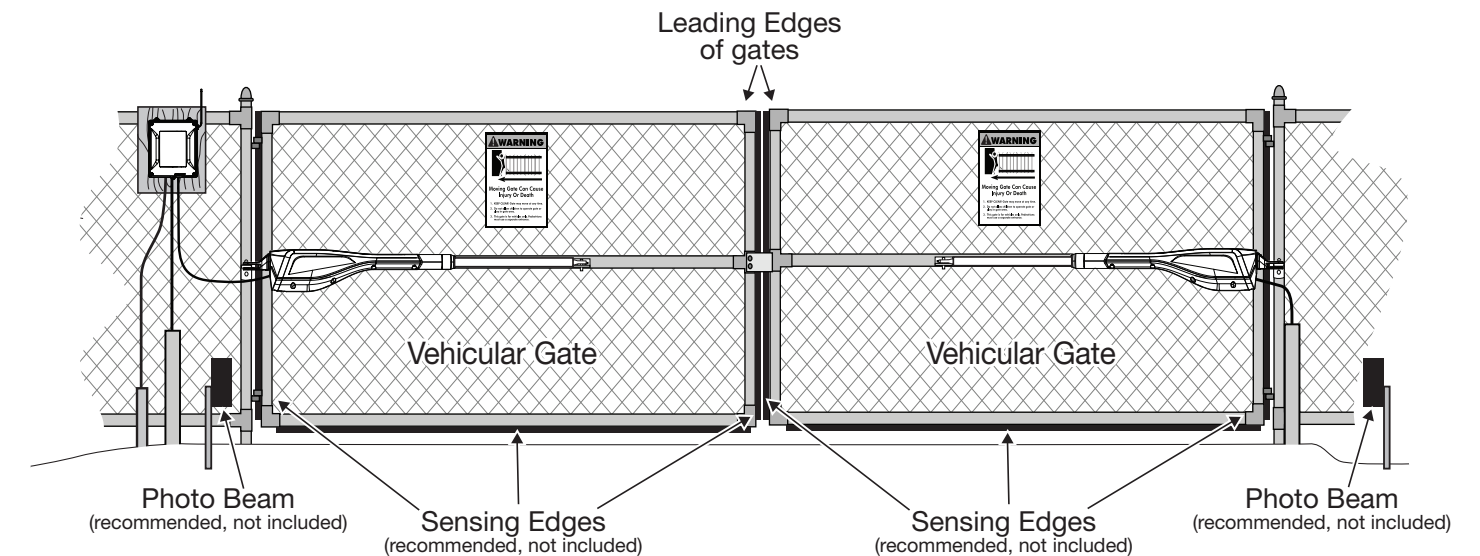 Leading Edges
of gates
WARNING
Moving Gate Can Cause
Injury Or Death
WARNING
Moving Gate Can Cause
Injury Or Death
Vehicular Gate
Vehicular Gate
Photo Beam
(recommended, not included)
Sensing Edges
(recommended, not included)
Sensing Edges
(recommended, not included)
Photo Beam
(recommended, not included)